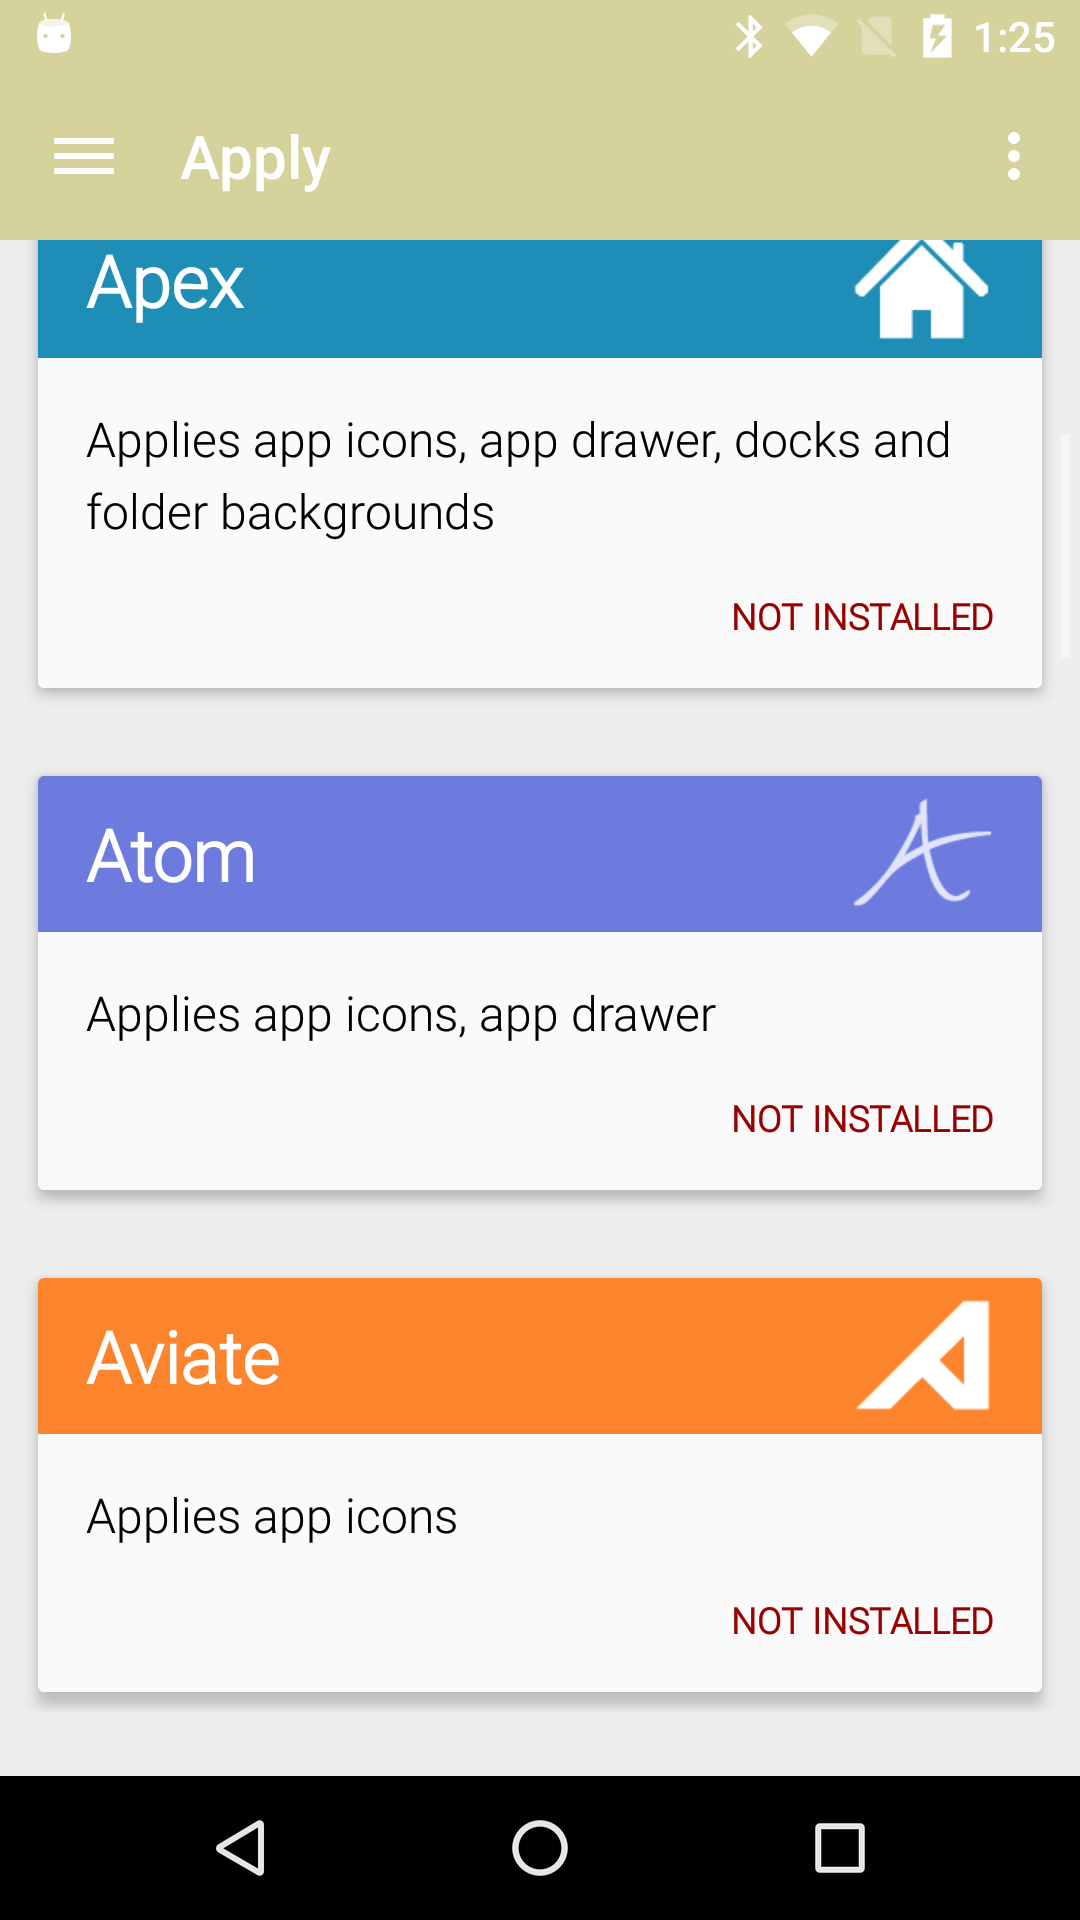 1:25
Apply
Apex
Applies app icons, app drawer, docks and
folder backgrounds
NOT INSTALLED
Atom
Applies app icons, app drawer
NOT INSTALLED
Aviate
Applies app icons
NOT INSTALLED